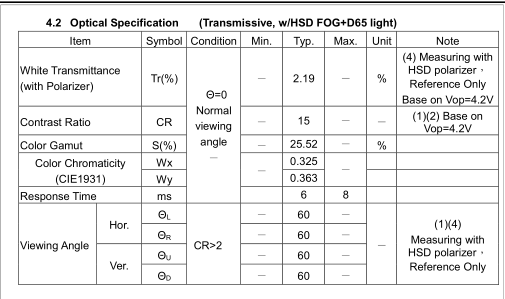 4.2 Optical Specification (Transmissive, w/HSD FOG+D65 light)
Item Symbol Condition Min. Typ. Max. Unit Note
White Transmittance (with Polarizer) Tr(%) Θ=0 Normal viewing angle — — 2.19 — % (4) Measuring with HSD polarizer，Reference Only Base on Vop=4.2V
Contrast Ratio CR — 15 — — (1)(2) Base on Vop=4.2V
Color Gamut S(%) — 25.52 — %
Color Chromaticity (CIE1931) Wx — 0.325 —
Wy 0.363
Response Time ms 6 8
Viewing Angle Hor. ΘL CR>2 — 60 — — (1)(4) Measuring with HSD polarizer，Reference Only
ΘR — 60 —
Ver. ΘU — 60 —
ΘD — 60 —